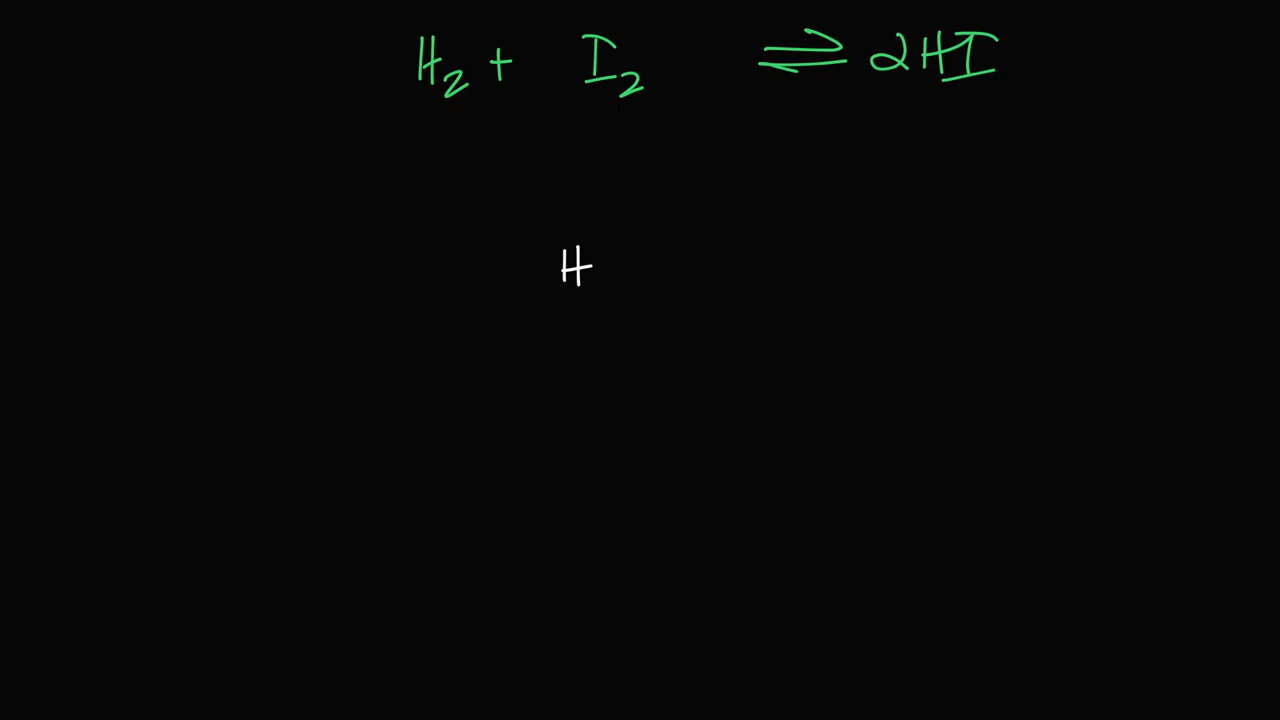 H₂ + I₂ ⇌ 2HI
H